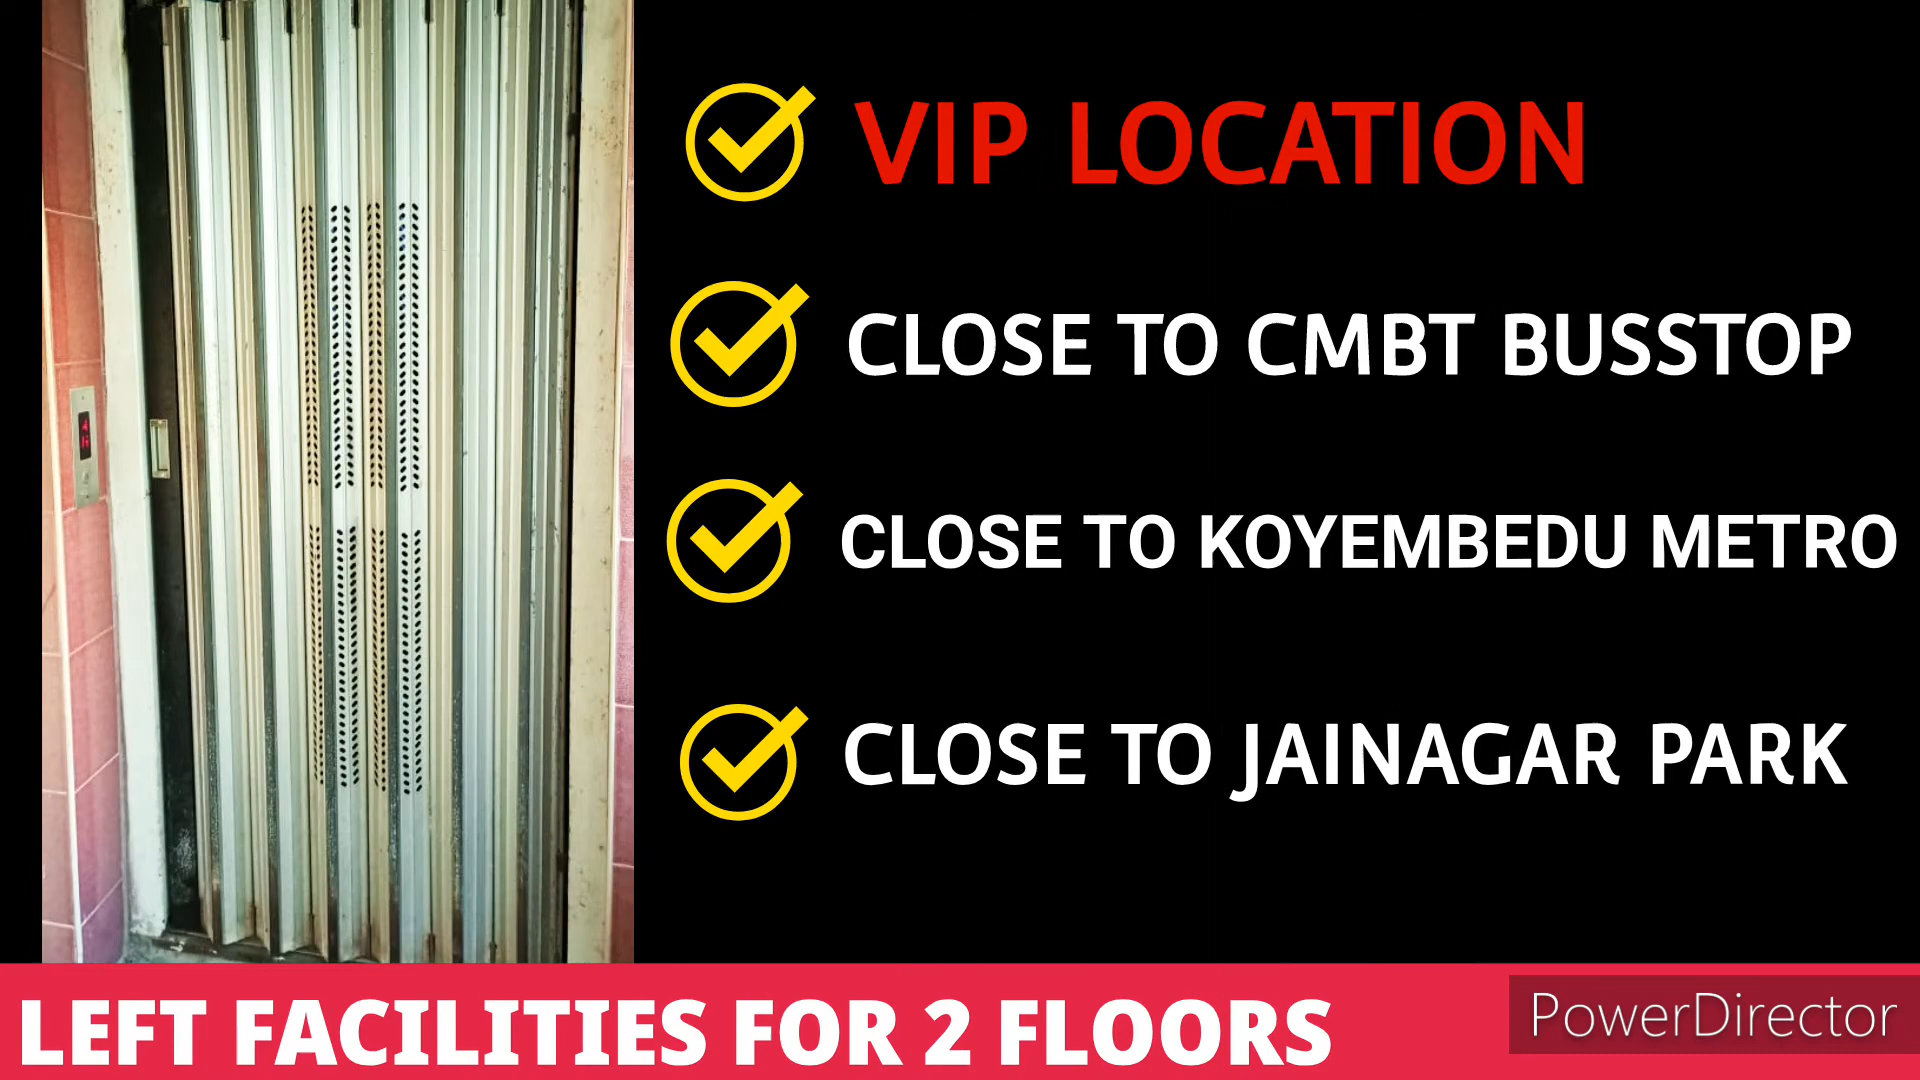 VIP LOCATION
CLOSE TO CMBT BUSSTOP
CLOSE TO KOYEMBEDU METRO
CLOSE TO JAINAGAR PARK
LEFT FACILITIES FOR 2 FLOORS
PowerDirector